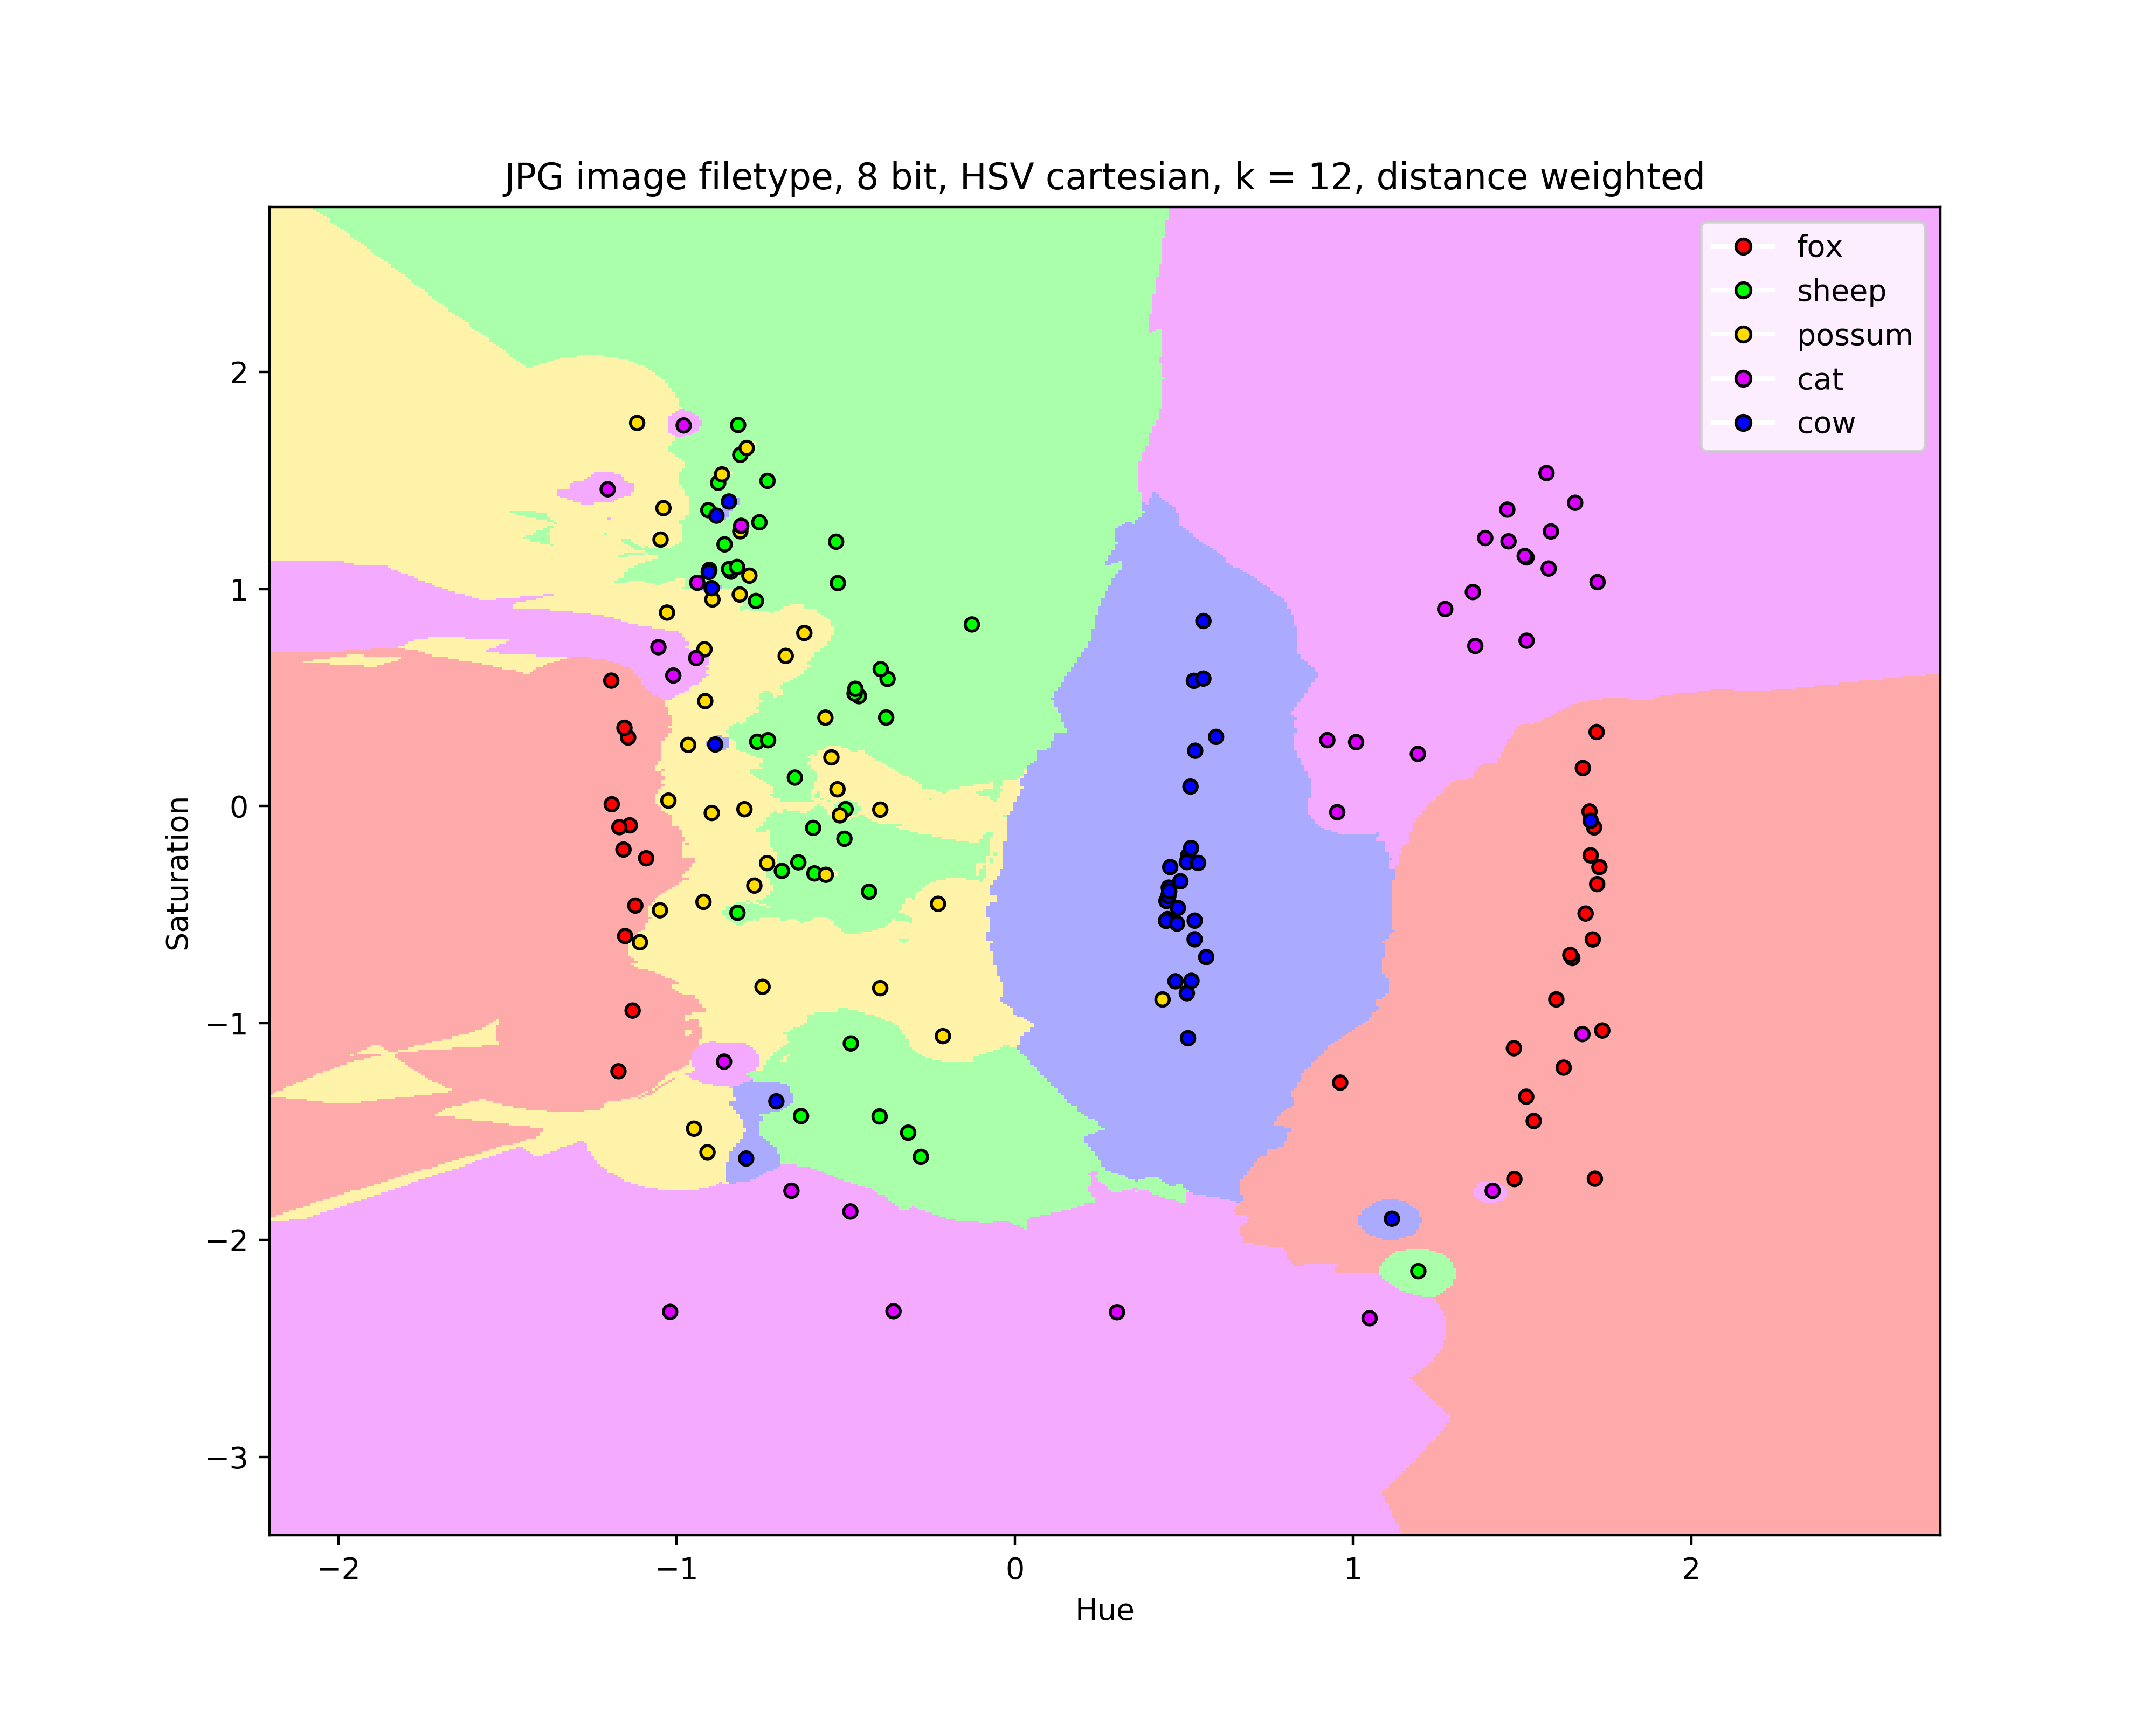 JPG image filetype, 8 bit, HSV cartesian, k = 12, distance weighted
fox
sheep
possum
cat
cow
2
1
0
−1
−2
−3
Saturation
−2
−1
0
1
2
Hue